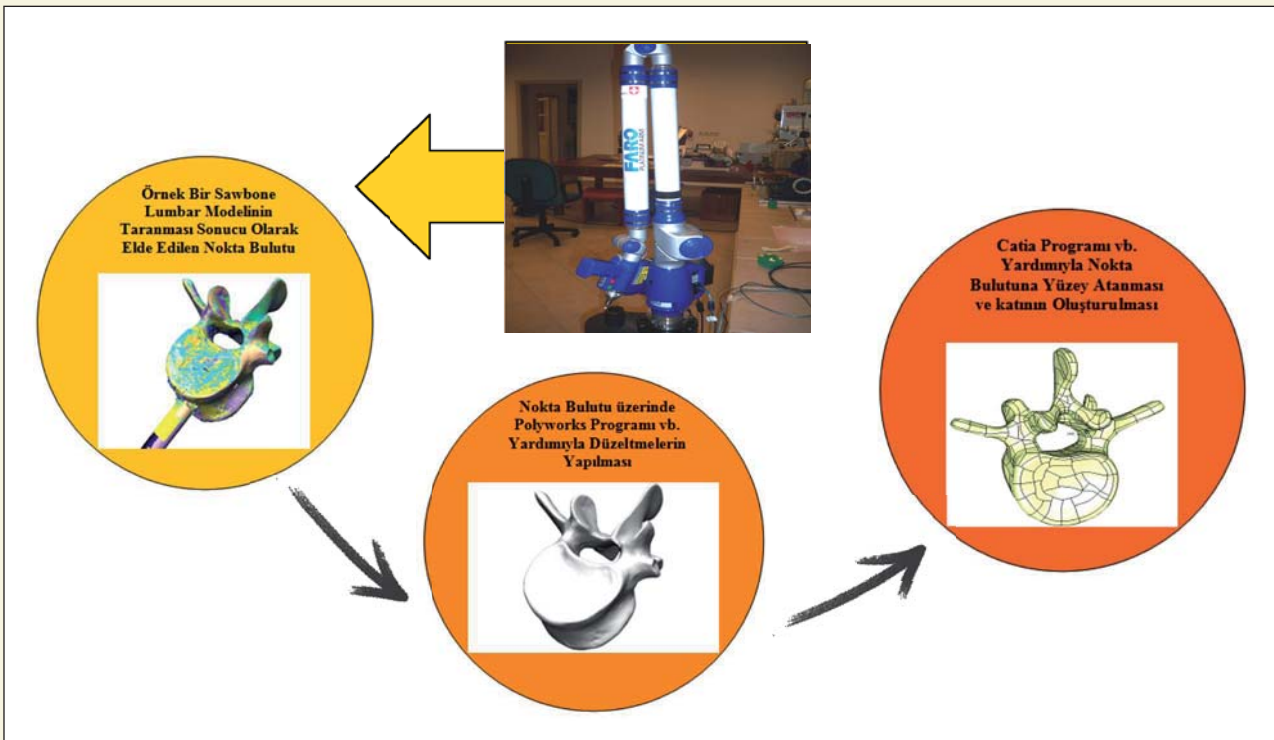 FARO
Örnek Bir Sawbone
Lumbar Modelinin
Taranması Sonucu Olarak
Elde Edilen Nokta Bulutu
Nokta Bulutu üzerinde
Polyworks Programı vb.
Yardımıyla Düzeltmelerin
Yapılması
Catia Programı vb.
Yardımıyla Nokta
Bulutuna Yüzey Atanması
ve katının Oluşturulması